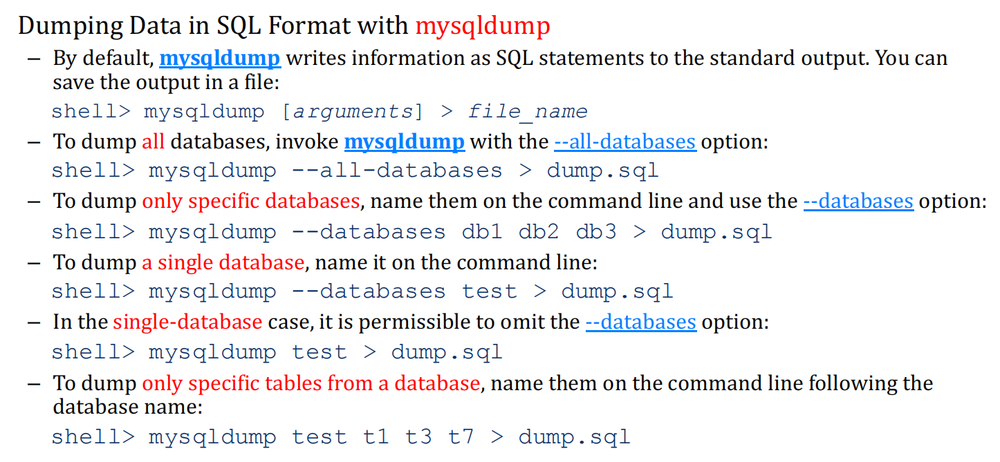 Dumping Data in SQL Format with mysqldump
– By default, mysqldump writes information as SQL statements to the standard output. You can
save the output in a file:
shell> mysqldump [arguments] > file_name
– To dump all databases, invoke mysqldump with the --all-databases option:
shell> mysqldump --all-databases > dump.sql
– To dump only specific databases, name them on the command line and use the --databases option:
shell> mysqldump --databases db1 db2 db3 > dump.sql
– To dump a single database, name it on the command line:
shell> mysqldump --databases test > dump.sql
– In the single-database case, it is permissible to omit the --databases option:
shell> mysqldump test > dump.sql
– To dump only specific tables from a database, name them on the command line following the
database name:
shell> mysqldump test t1 t3 t7 > dump.sql